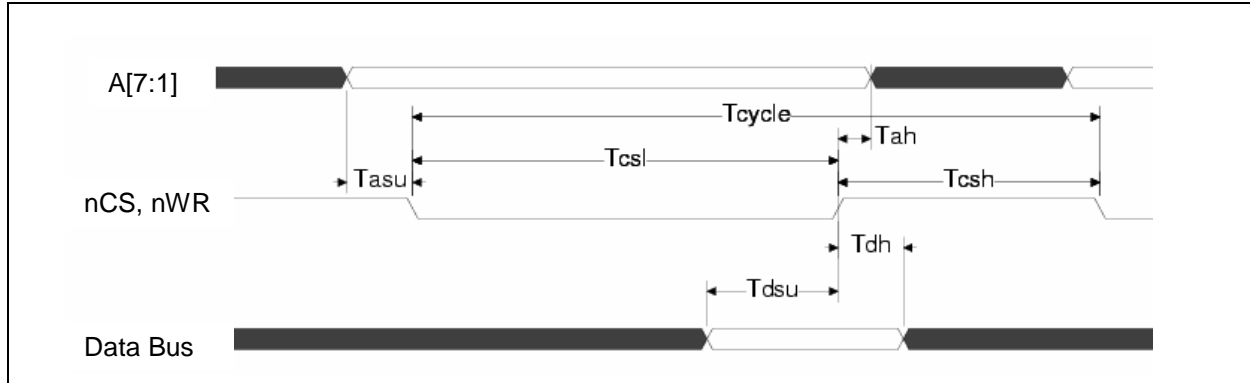 A[7:1]
Tcycle
Tah
Tcsl
Tasu
Tcsh
nCS, nWR
Tdh
Tdsu
Data Bus